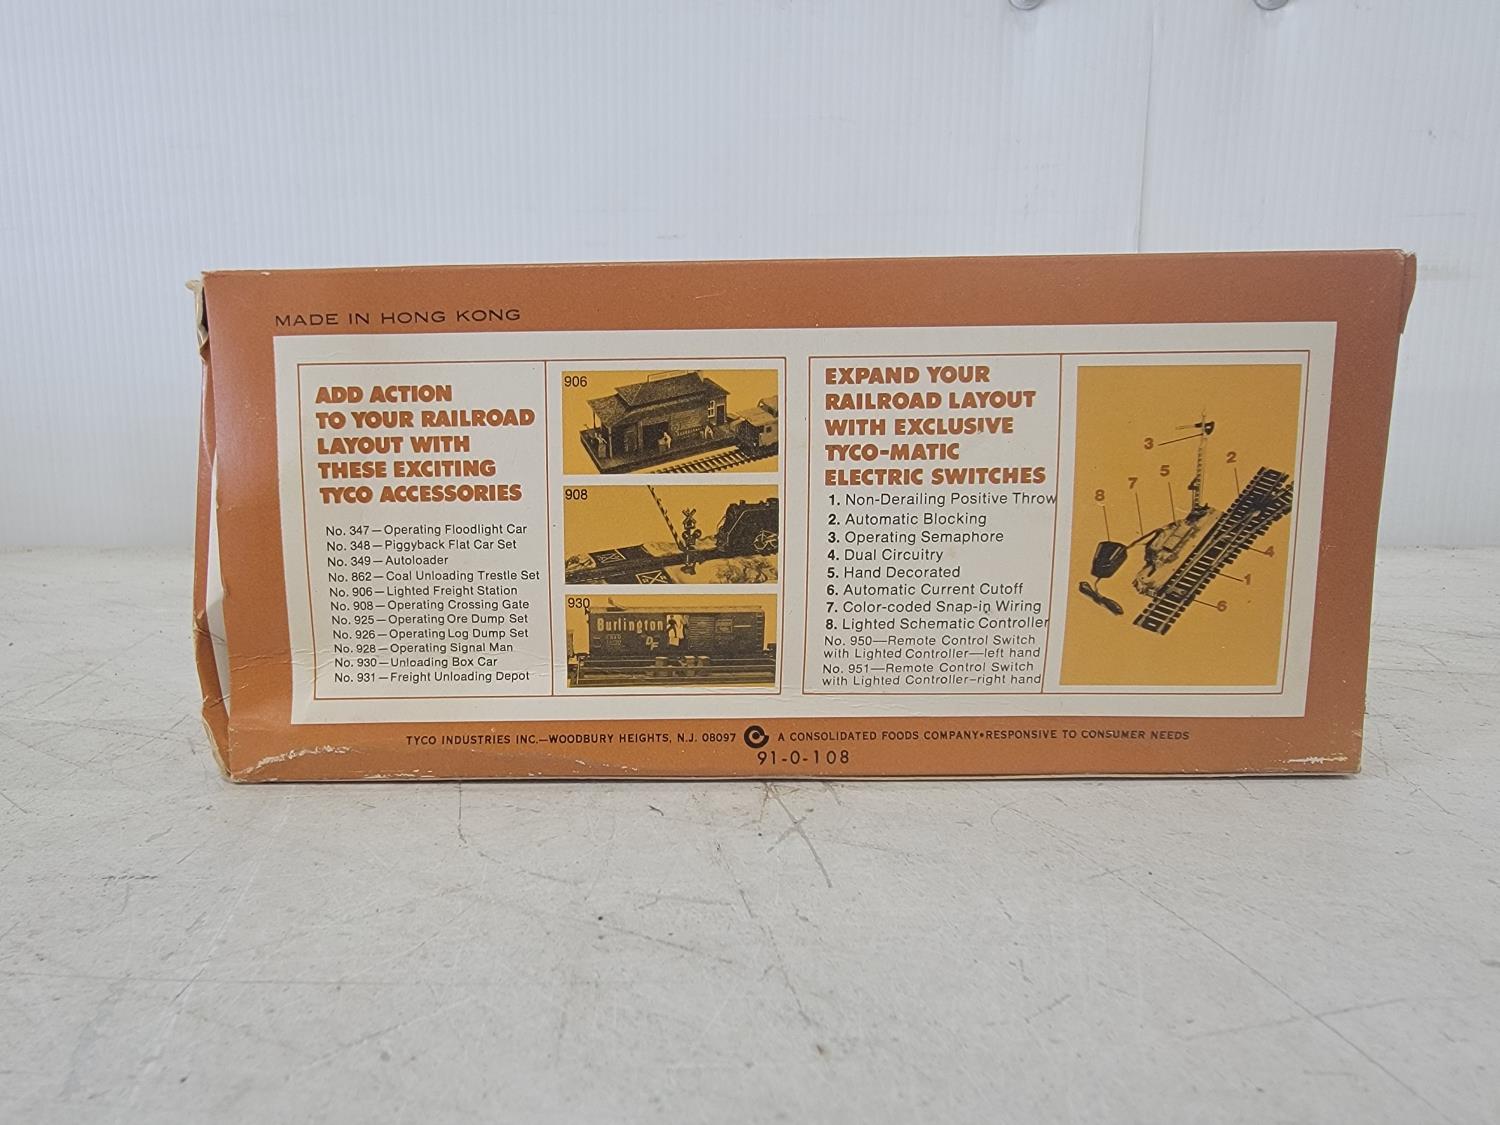 MADE IN HONG KONG
ADD ACTION
TO YOUR RAILROAD
LAYOUT WITH
THESE EXCITING
TYCO ACCESSORIES
No. 347—Operating Floodlight Car
No. 348—Piggyback Flat Car Set
No. 349—Autoloader
No. 862—Coal Unloading Trestle Set
No. 906—Lighted Freight Station
No. 908—Operating Crossing Gate
No. 925—Operating Ore Dump Set
No. 926—Operating Log Dump Set
No. 928—Operating Signal Man
No. 930—Unloading Box Car
No. 931—Freight Unloading Depot
906
908
930
Burlington
EXPAND YOUR
RAILROAD LAYOUT
WITH EXCLUSIVE
TYCO-MATIC
ELECTRIC SWITCHES
1. Non-Derailing Positive Throw
2. Automatic Blocking
3. Operating Semaphore
4. Dual Circuitry
5. Hand Decorated
6. Automatic Current Cutoff
7. Color-coded Snap-in Wiring
8. Lighted Schematic Controller
No. 950—Remote Control Switch
with Lighted Controller—left hand
No. 951—Remote Control Switch
with Lighted Controller—right hand
3
2
5
7
8
4
1
6
TYCO INDUSTRIES INC.—WOODBURY HEIGHTS, N.J. 08097 A CONSOLIDATED FOODS COMPANY•RESPONSIVE TO CONSUMER NEEDS
91-0-108